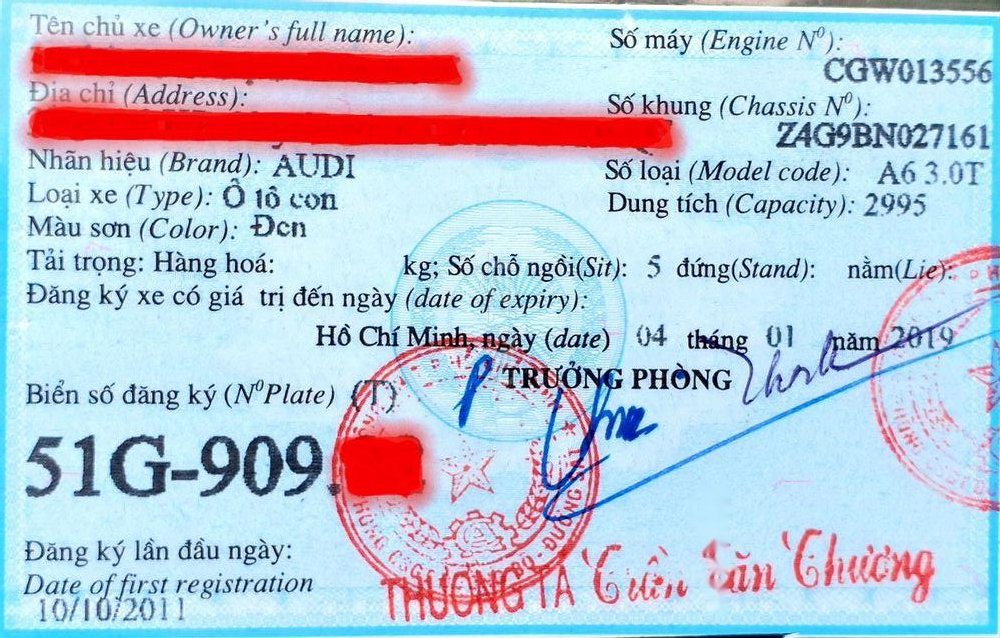 Tên chủ xe (Owner's full name):
Địa chỉ (Address):
Nhãn hiệu (Brand): AUDI
Loại xe (Type): Ô tô con
Màu sơn (Color): Đen
Số máy (Engine Nº):
CGW013556
Số khung (Chassis Nº):
Z4G9BN027161
Số loại (Model code): A6 3.0T
Dung tích (Capacity): 2995
Tải trọng: Hàng hoá: kg; Số chỗ ngồi(Sit): 5 đứng(Stand): nằm(Lie):
Đăng ký xe có giá trị đến ngày (date of expiry):
Hồ Chí Minh, ngày (date) 04 tháng 01 năm 2019
TRƯỞNG PHÒNG
Biển số đăng ký (NºPlate) (T)
51G-909.
Đăng ký lần đầu ngày:
Date of first registration
10/10/2011
THƯỢNG TÁ